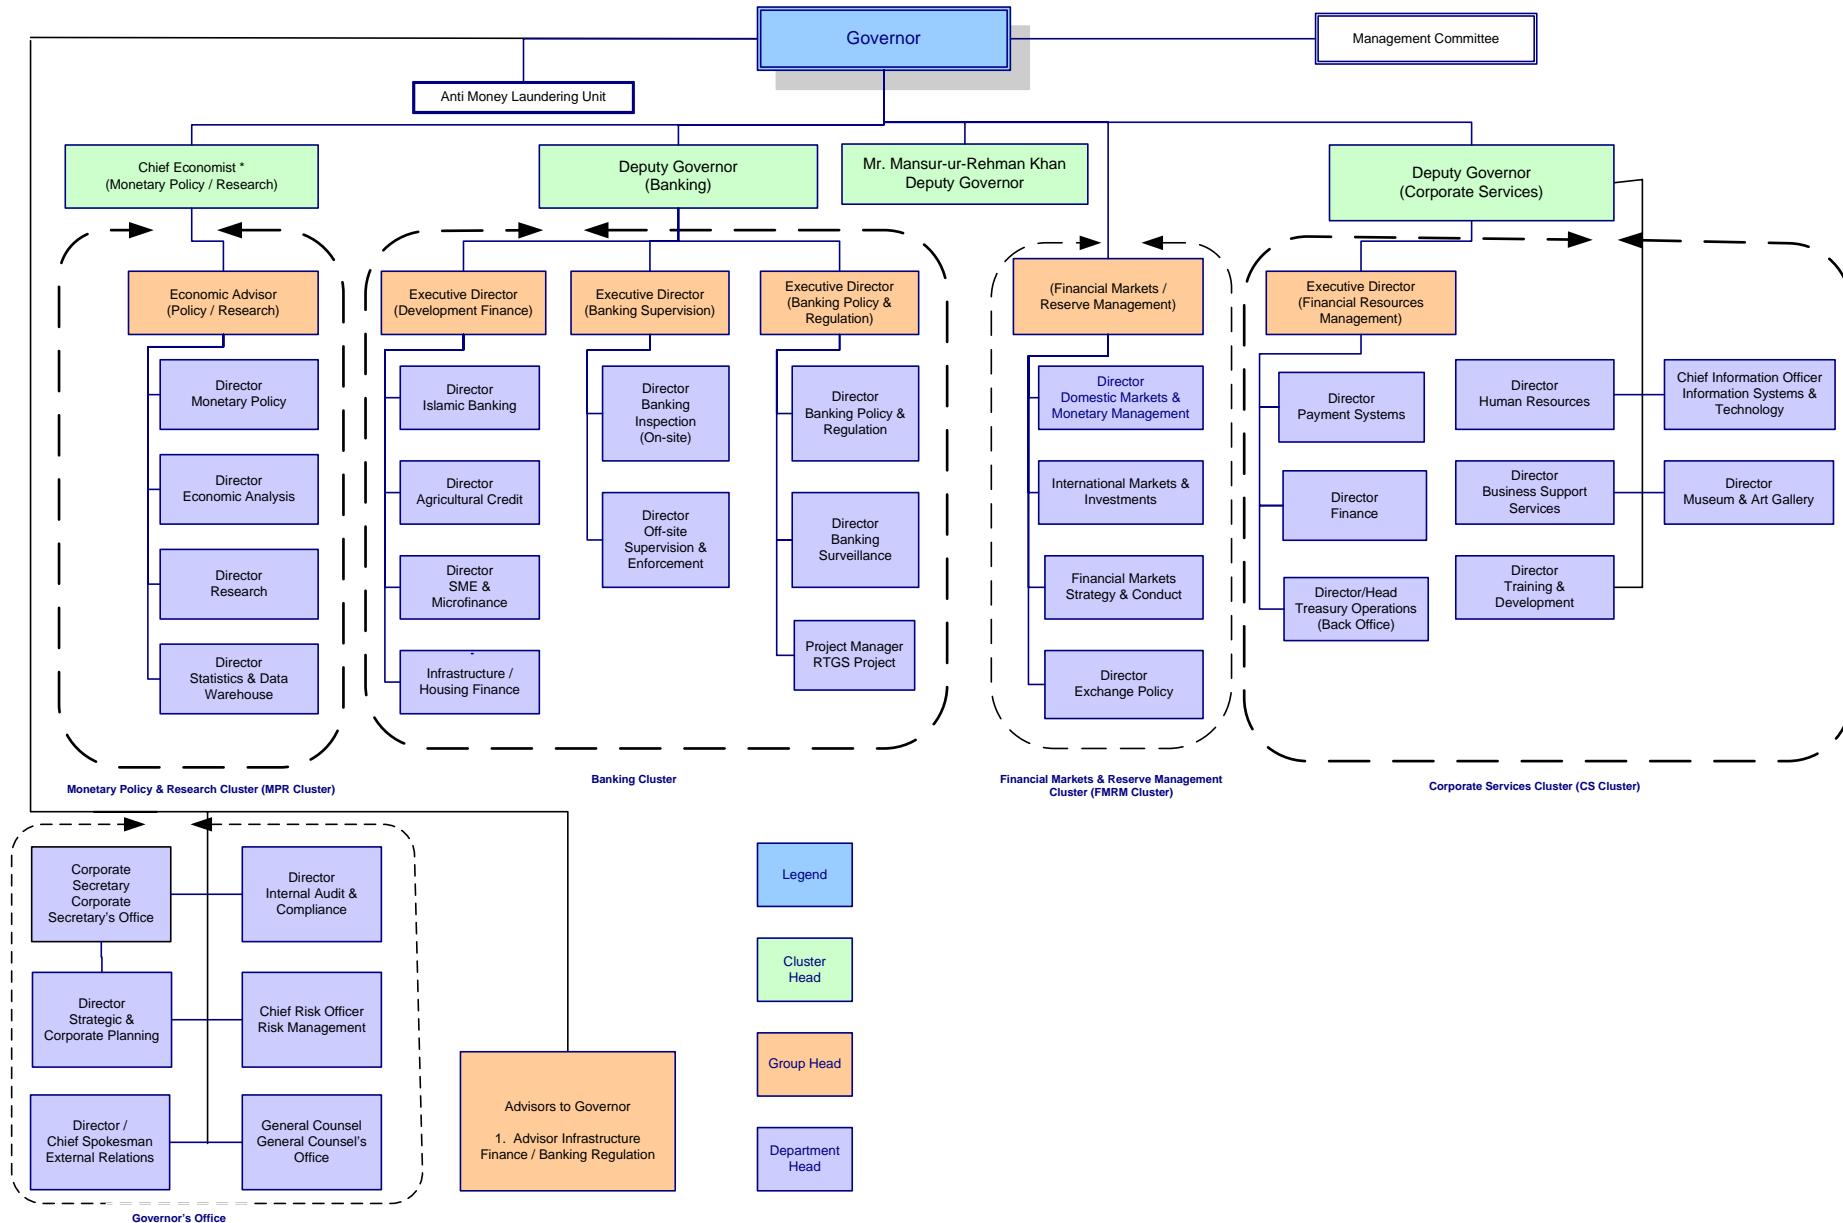 Governor
Management Committee
Anti Money Laundering Unit
Chief Economist *
(Monetary Policy / Research)
Deputy Governor
(Banking)
Mr. Mansur-ur-Rehman Khan
Deputy Governor
Deputy Governor
(Corporate Services)
Economic Advisor
(Policy / Research)
Director
Monetary Policy
Director
Economic Analysis
Director
Research
Director
Statistics & Data
Warehouse
Monetary Policy & Research Cluster (MPR Cluster)
Executive Director
(Development Finance)
Director
Islamic Banking
Director
Agricultural Credit
Director
SME &
Microfinance
-
Infrastructure /
Housing Finance
Executive Director
(Banking Supervision)
Director
Banking
Inspection
(On-site)
Director
Off-site
Supervision &
Enforcement
Executive Director
(Banking Policy &
Regulation)
Director
Banking Policy &
Regulation
Director
Banking
Surveillance
Project Manager
RTGS Project
Banking Cluster
(Financial Markets /
Reserve Management)
Director
Domestic Markets &
Monetary Management
International Markets &
Investments
Financial Markets
Strategy & Conduct
Director
Exchange Policy
Financial Markets & Reserve Management
Cluster (FMRM Cluster)
Executive Director
(Financial Resources
Management)
Director
Payment Systems
Director
Finance
Director/Head
Treasury Operations
(Back Office)
Director
Human Resources
Director
Business Support
Services
Director
Training &
Development
Chief Information Officer
Information Systems &
Technology
Director
Museum & Art Gallery
Corporate Services Cluster (CS Cluster)
Corporate
Secretary
Corporate
Secretary's Office
Director
Internal Audit &
Compliance
Director
Strategic &
Corporate Planning
Chief Risk Officer
Risk Management
Director /
Chief Spokesman
External Relations
General Counsel
General Counsel's
Office
Governor's Office
Advisors to Governor
1. Advisor Infrastructure
Finance / Banking Regulation
Legend
Cluster
Head
Group Head
Department
Head